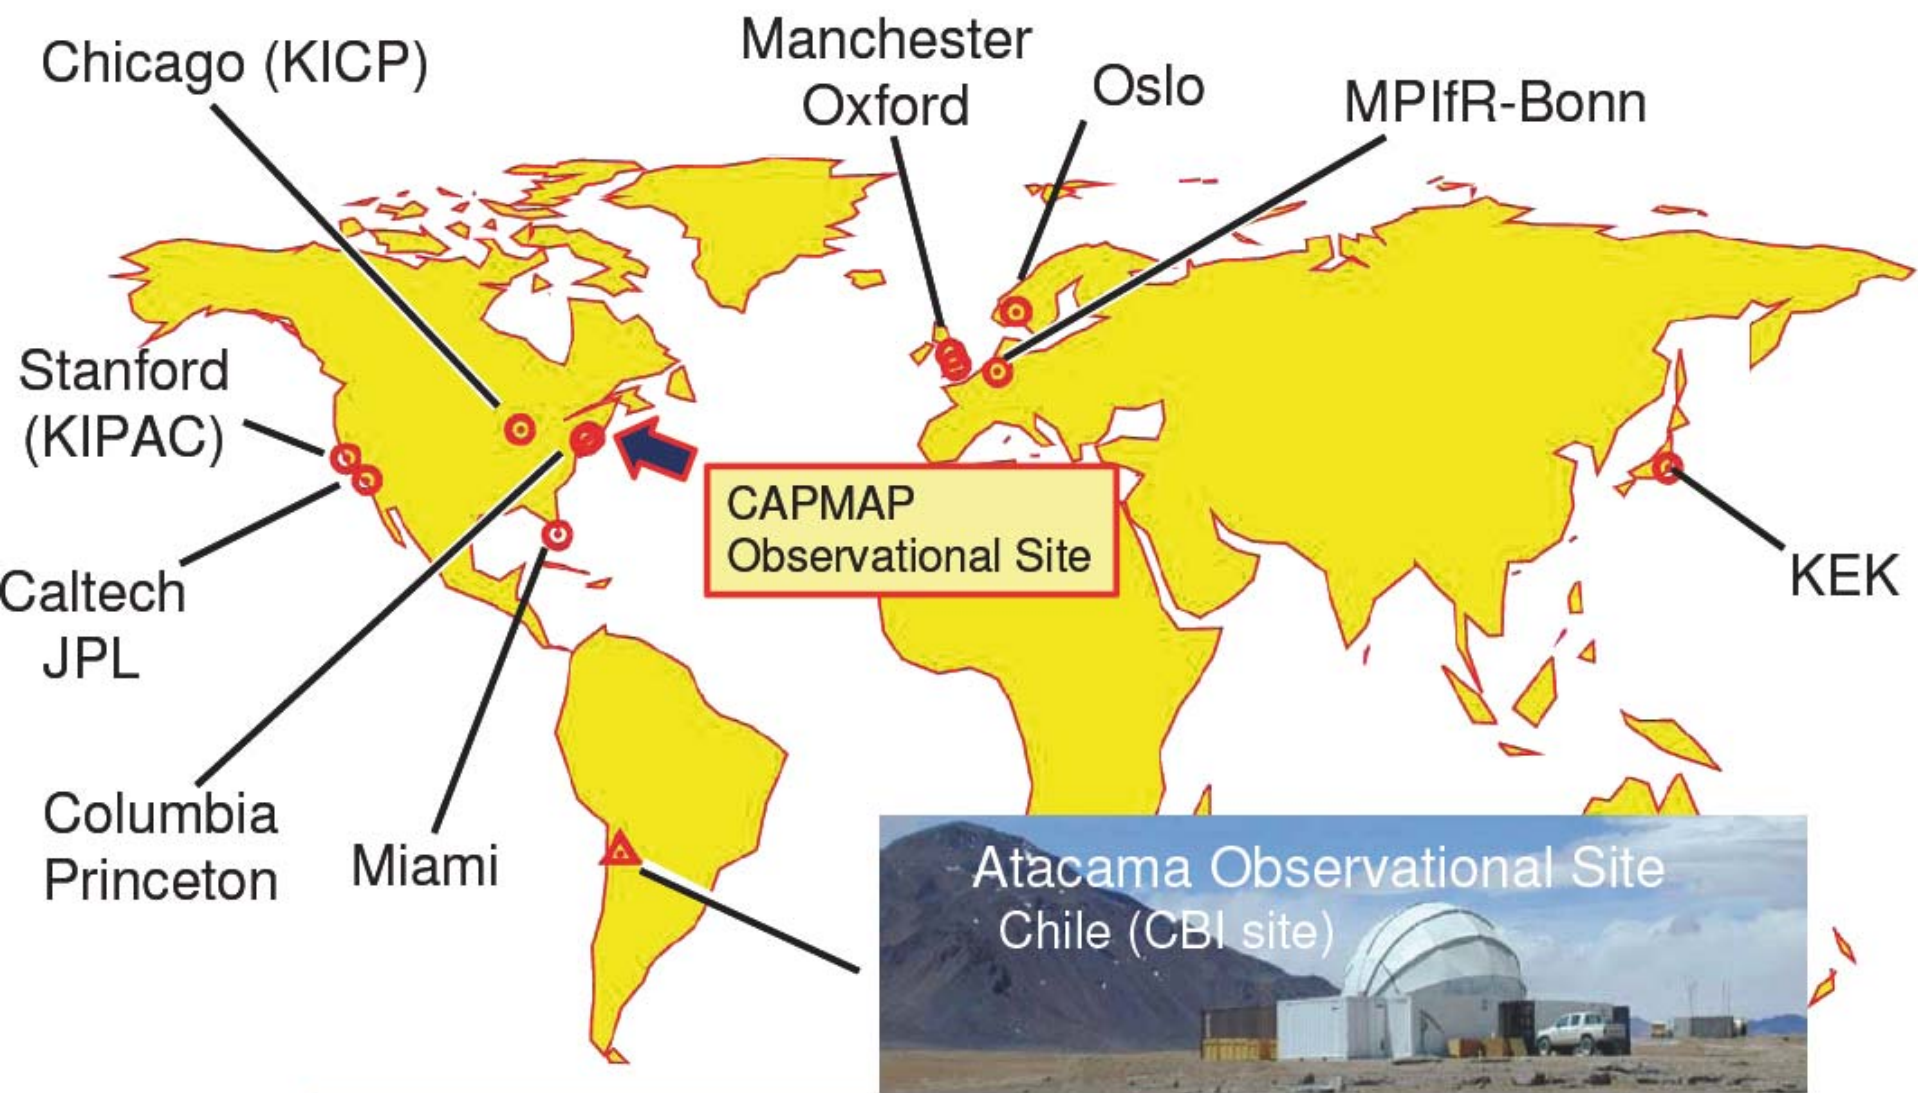 Chicago (KICP)
Manchester
Oxford
Oslo
MPIfR-Bonn
Stanford
(KIPAC)
CAPMAP
Observational Site
Caltech
JPL
KEK
Columbia
Princeton
Miami
Atacama Observational Site
Chile (CBI site)